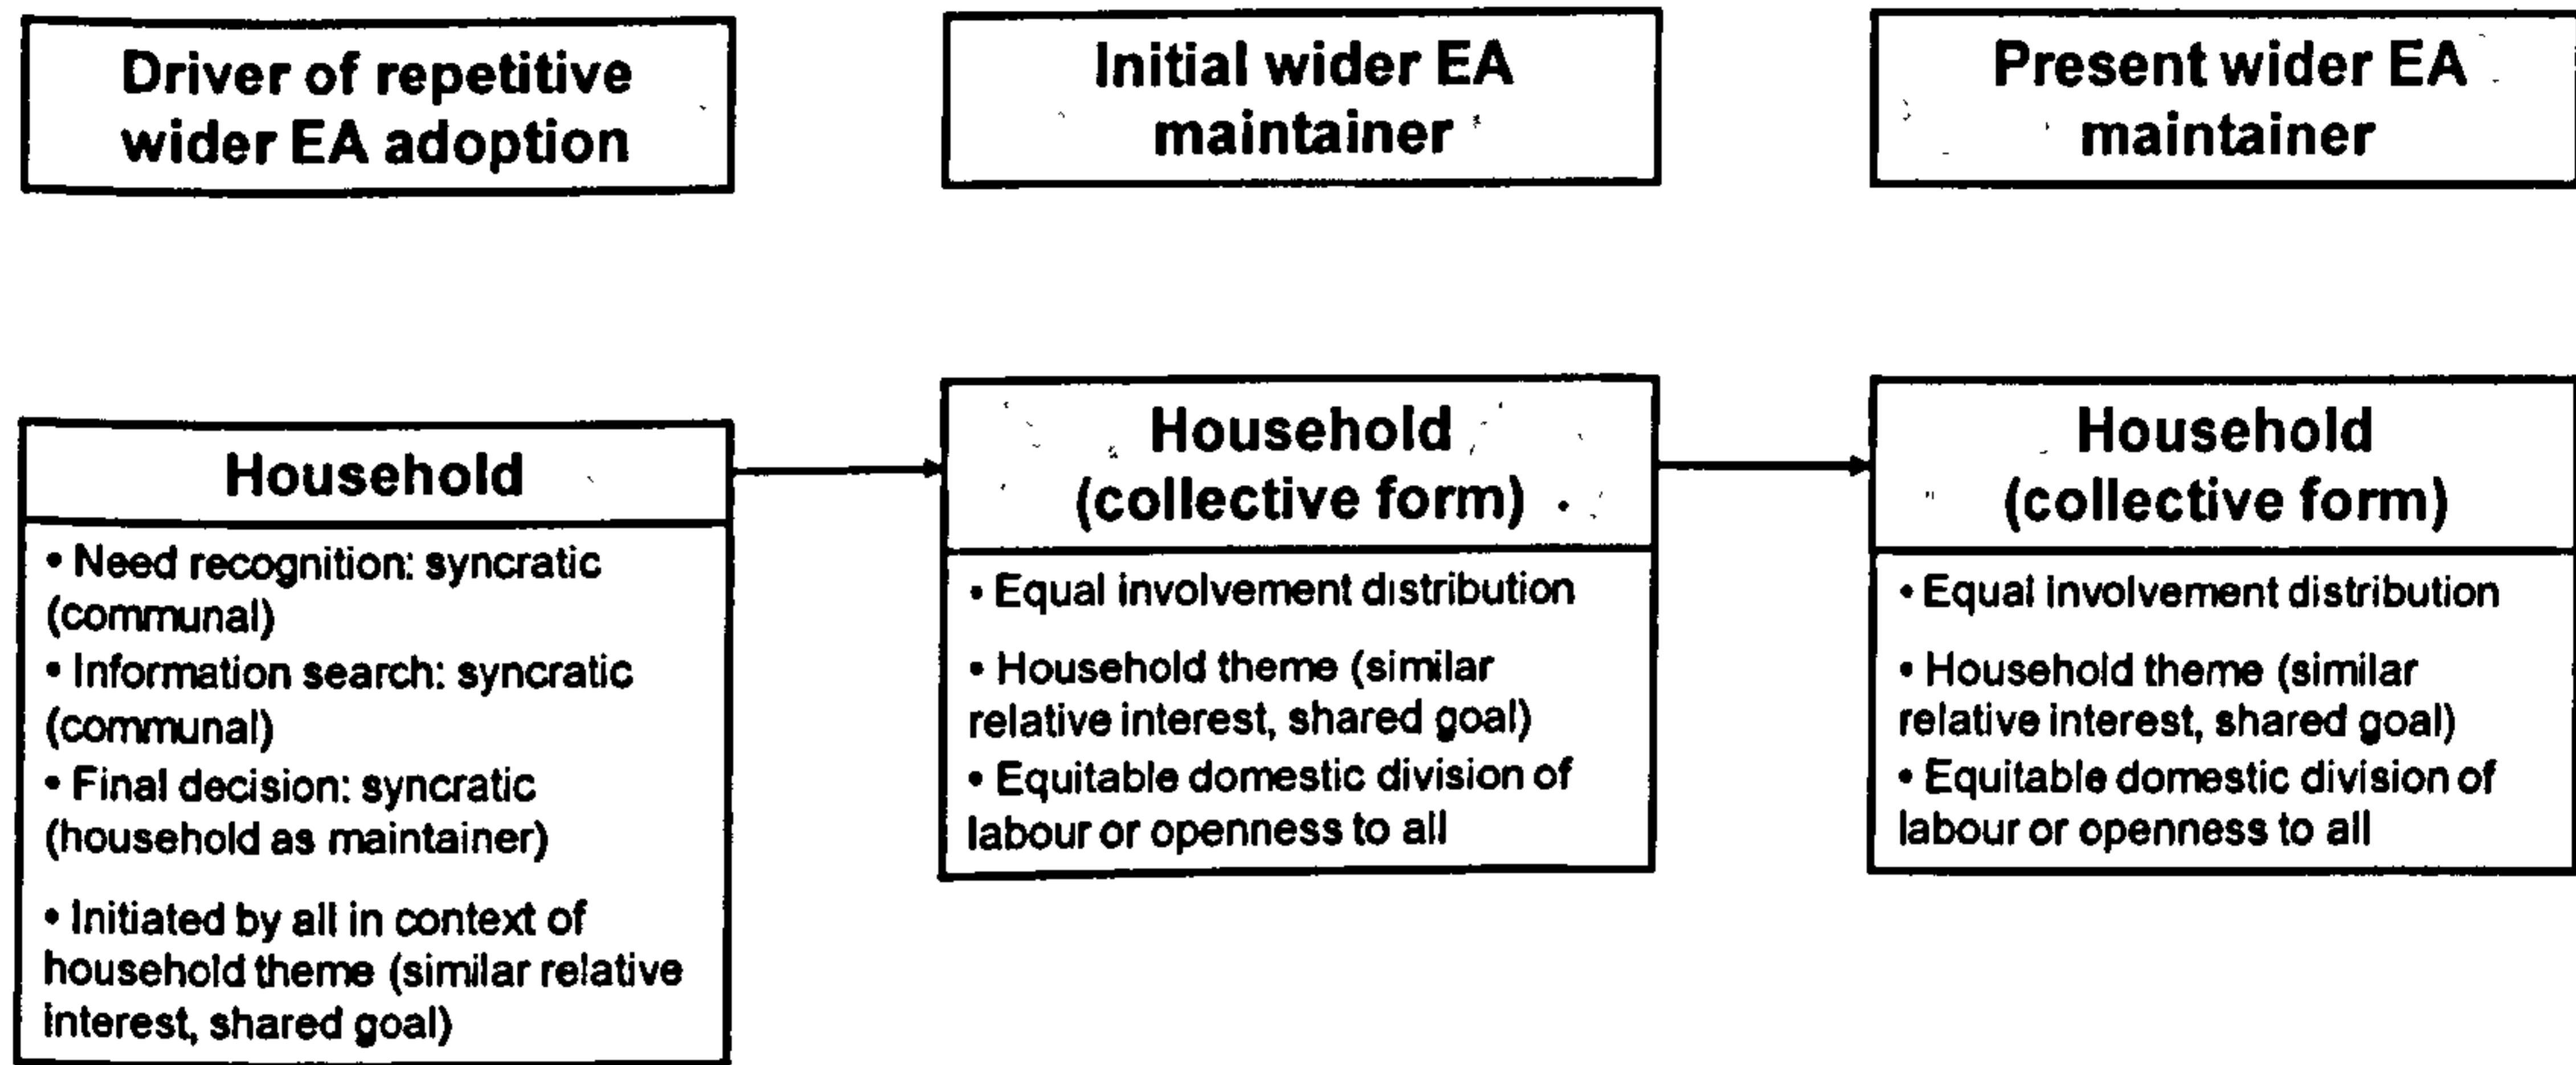 Driver of repetitive
wider EA adoption
Initial wider EA
maintainer
Present wider EA
maintainer
Household
• Need recognition: syncratic
(communal)
• Information search: syncratic
(communal)
• Final decision: syncratic
(household as maintainer)
• Initiated by all in context of
household theme (similar relative
interest, shared goal)
Household
(collective form)
• Equal involvement distribution
• Household theme (similar
relative interest, shared goal)
• Equitable domestic division of
labour or openness to all
Household
(collective form)
• Equal involvement distribution
• Household theme (similar
relative interest, shared goal)
• Equitable domestic division of
labour or openness to all